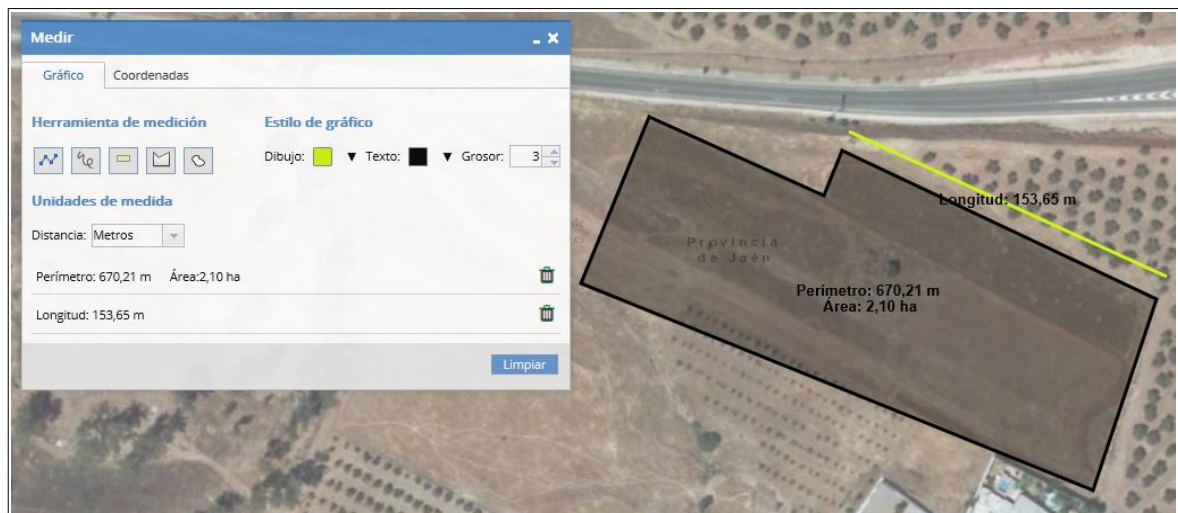 Medir
Gráfico Coordenadas
Herramienta de medición Estilo de gráfico
Dibujo: Texto: Grosor: 3
Unidades de medida
Distancia: Metros
Perímetro: 670,21 m Área:2,10 ha
Longitud: 153,65 m
Limpiar
Longitud: 153,65 m
Provincia
de Jaén
Perímetro: 670,21 m
Área: 2,10 ha